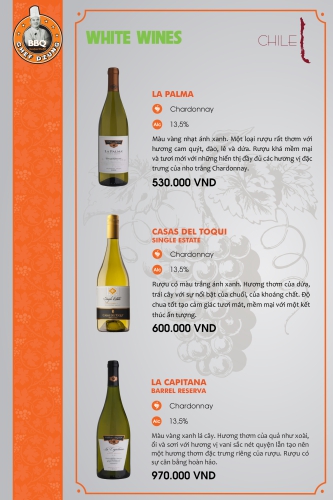 BBQ
CHEF DZUNG
WHITE WINES
CHILE
LA PALMA
Chardonnay
Alc 13,5%
Màu vàng nhạt ánh xanh. Một loại rượu rất thơm với
hương cam quýt, đào, lê và dứa. Rượu khá mềm mại
và tươi mới với những hiển thị đầy đủ các hương vị đặc
trưng của nho trắng Chardonnay.
530.000 VND
CASAS DEL TOQUI
SINGLE ESTATE
Chardonnay
Alc 13,5%
Rượu có màu trắng ánh xanh. Hương thơm của dứa,
trái cây với sự nổi bật của chuối, của khoáng chất. Độ
chua tốt tạo cảm giác tươi mát, mềm mại với một kết
thúc ấn tượng.
600.000 VND
LA CAPITANA
BARREL RESERVA
Chardonnay
Alc 13,5%
Màu vàng xanh lá cây. Hương thơm của quả như xoài,
ổi và sơri với hương vị vani sắc nét quyện lẫn tạo nên
một hương thơm đặc trưng riêng của rượu. Rượu có
sự cân bằng hoàn hảo.
970.000 VND